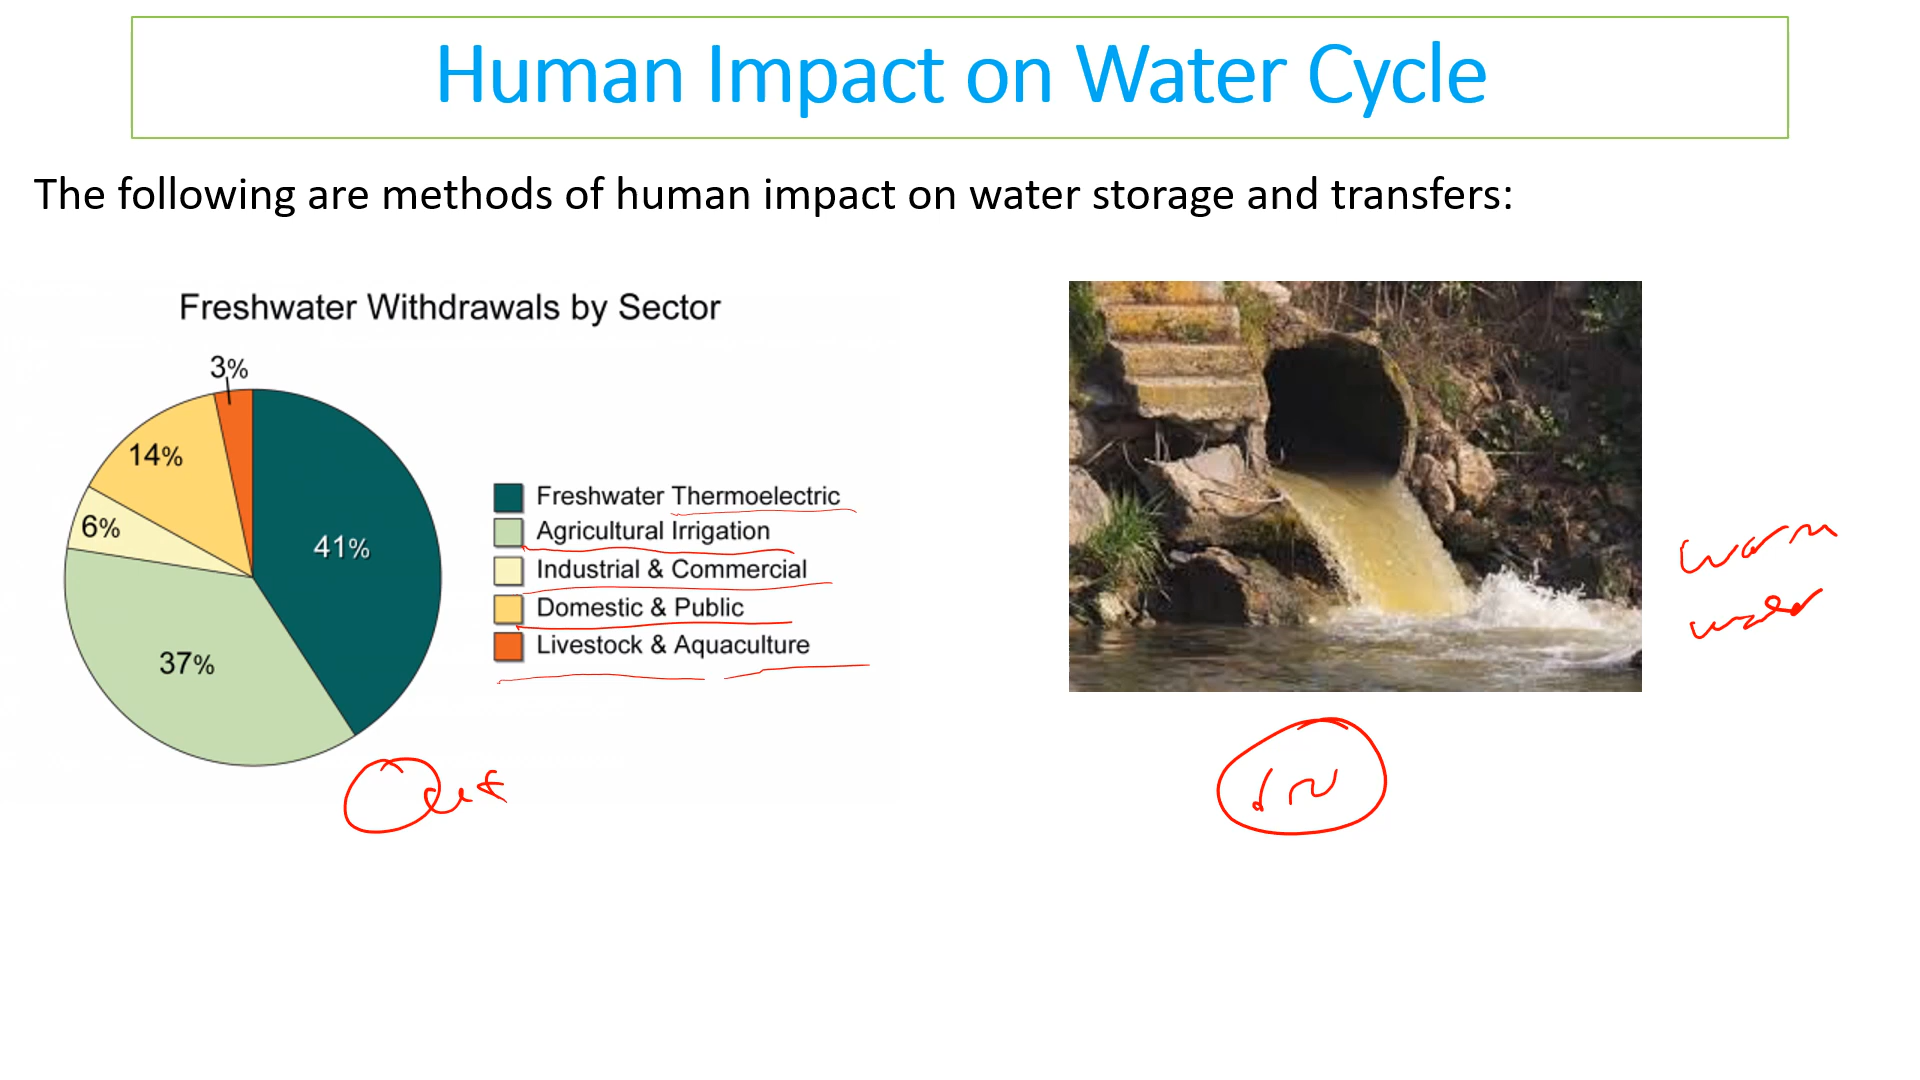 Human Impact on Water Cycle
The following are methods of human impact on water storage and transfers:
Freshwater Withdrawals by Sector
3%
14%
6%
41%
37%
Freshwater Thermoelectric
Agricultural Irrigation
Industrial & Commercial
Domestic & Public
Livestock & Aquaculture
warm
water
Out
In